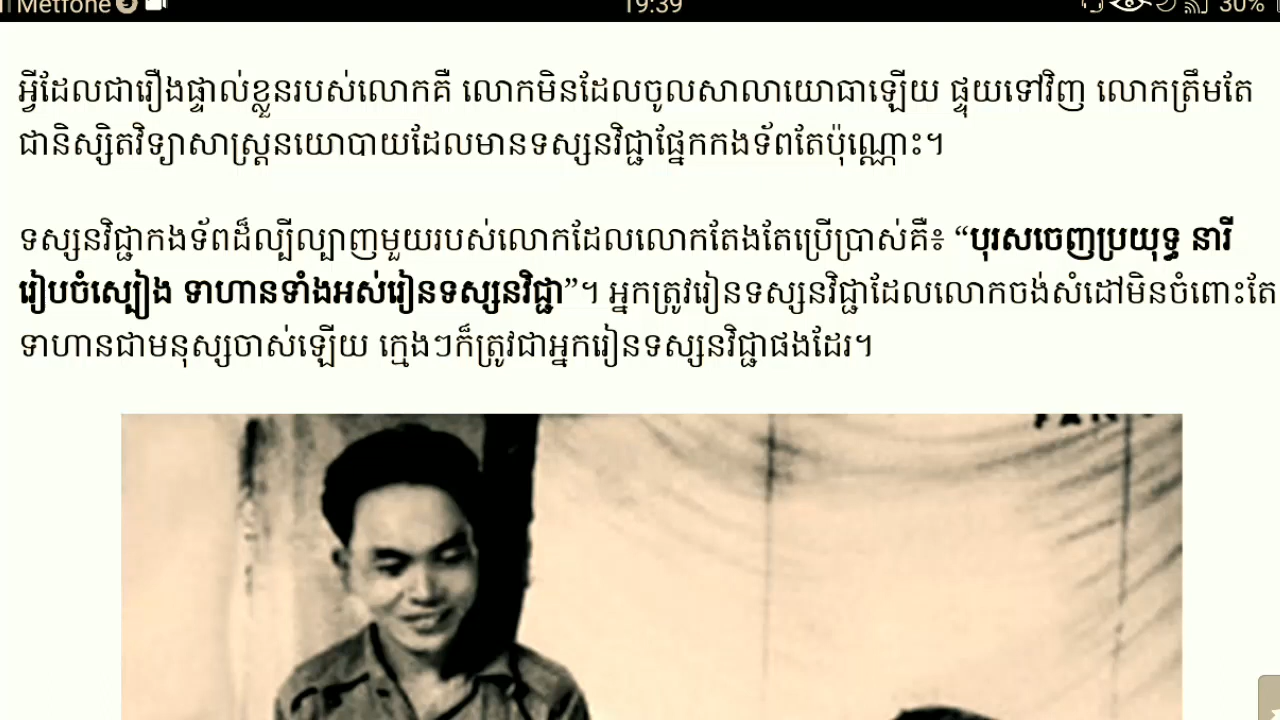 Metfone
19:39
30%
អ្វីដែលជារឿងផ្ទាល់ខ្លួនរបស់លោកគឺ លោកមិនដែលចូលសាលាយោធាឡើយ ផ្ទុយទៅវិញ លោកត្រឹមតែ
ជានិស្សិតវិទ្យាសាស្ត្រនយោបាយដែលមានទស្សនវិជ្ជាផ្នែកកងទ័ពតែប៉ុណ្ណោះ។
ទស្សនវិជ្ជាកងទ័ពដ៏ល្បីល្បាញមួយរបស់លោកដែលលោកតែងតែប្រើប្រាស់គឺ៖ “បុរសចេញប្រយុទ្ធ នារី
រៀបចំស្បៀង ទាហានទាំងអស់រៀនទស្សនវិជ្ជា”។ អ្នកត្រូវរៀនទស្សនវិជ្ជាដែលលោកចង់សំដៅមិនចំពោះតែ
ទាហានជាមនុស្សចាស់ឡើយ ក្មេងៗក៏ត្រូវជាអ្នករៀនទស្សនវិជ្ជាផងដែរ។